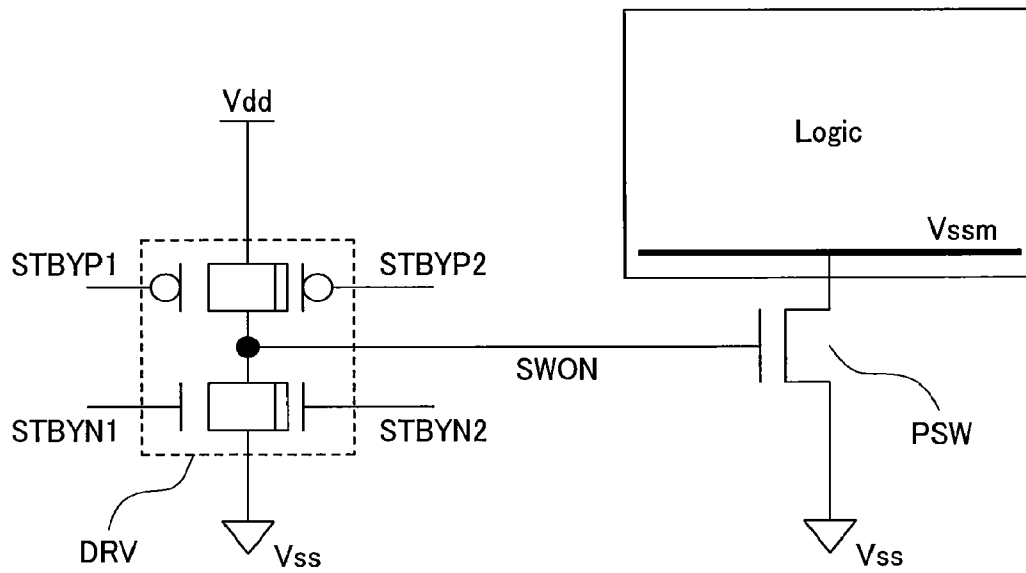 Vdd
Logic
Vssm
STBYP1
STBYP2
SWON
STBYN1
STBYN2
PSW
DRV
Vss
Vss